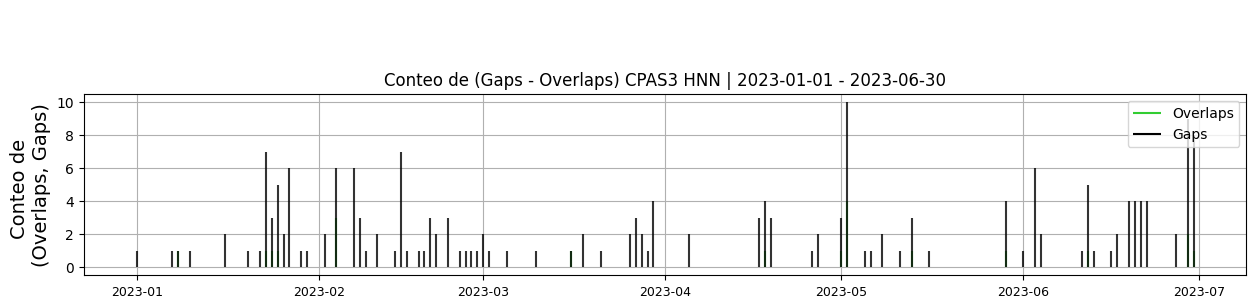 Conteo de (Gaps - Overlaps) CPAS3 HNN | 2023-01-01 - 2023-06-30
Conteo de
(Overlaps, Gaps)
10
8
6
4
2
0
Overlaps
Gaps
2023-01
2023-02
2023-03
2023-04
2023-05
2023-06
2023-07